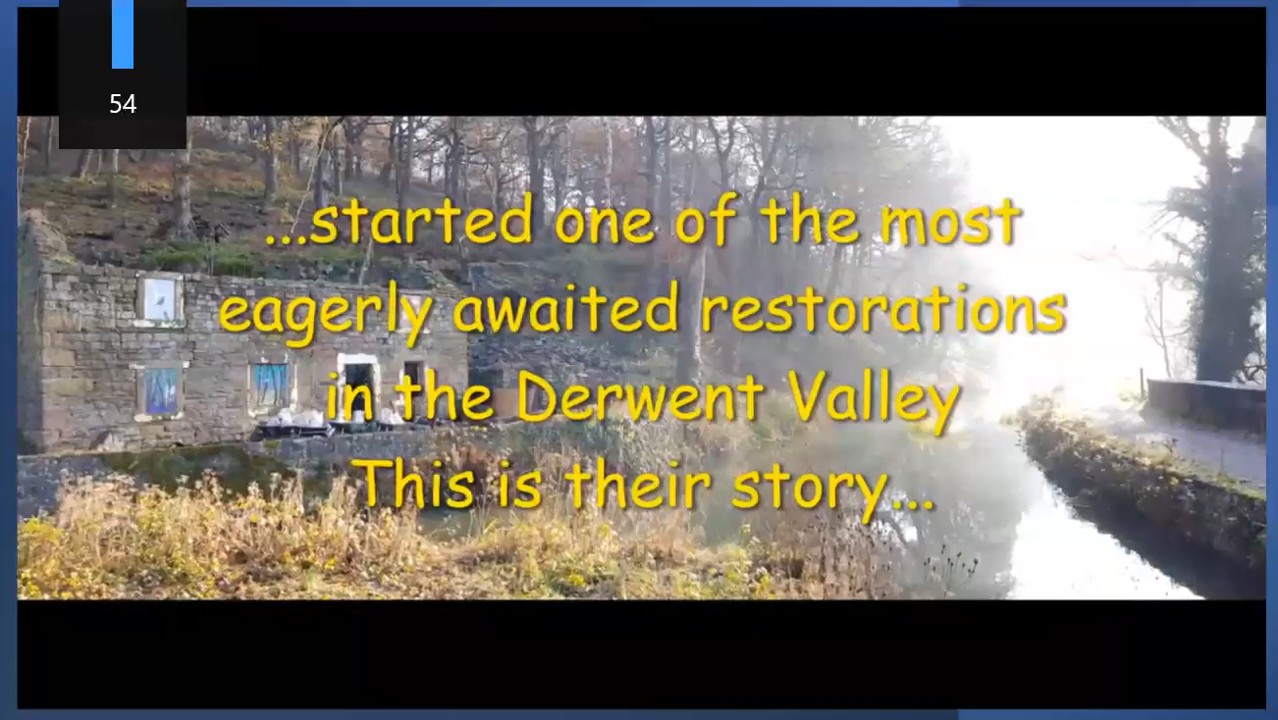 54
...started one of the most
eagerly awaited restorations
in the Derwent Valley
This is their story...